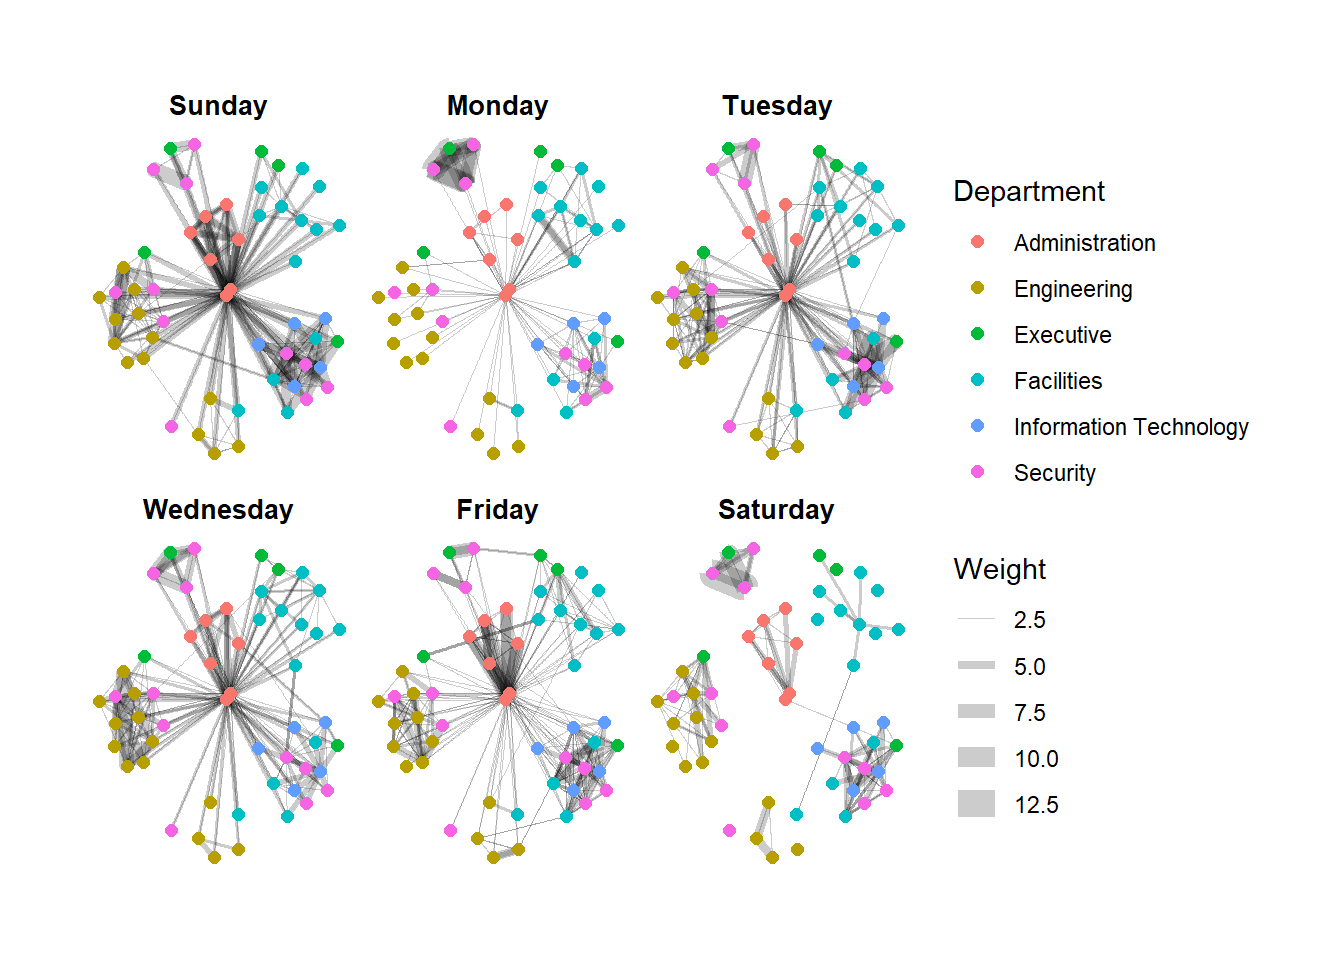 Sunday
Monday
Tuesday
Wednesday
Friday
Saturday
Department
Administration
Engineering
Executive
Facilities
Information Technology
Security
Weight
2.5
5.0
7.5
10.0
12.5